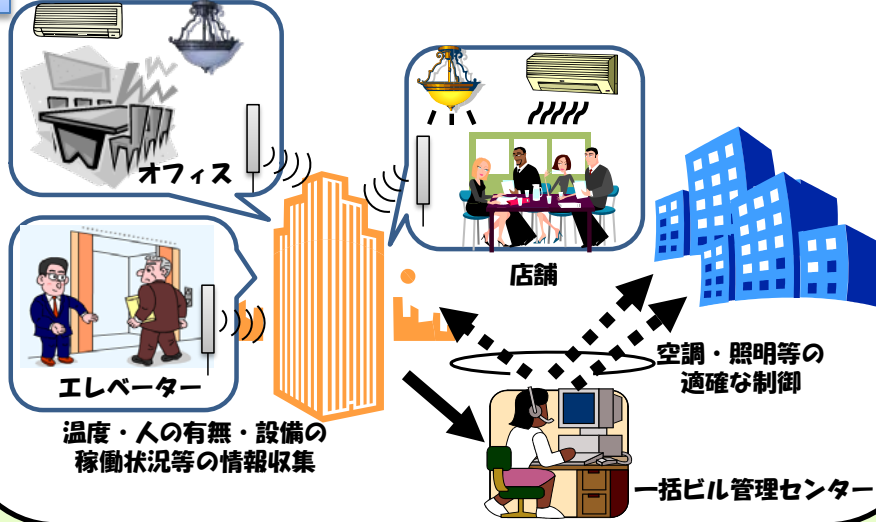 オフィス
店舗
エレベーター
空調・照明等の
適確な制御
温度・人の有無・設備の
稼働状況等の情報収集
一括ビル管理センター